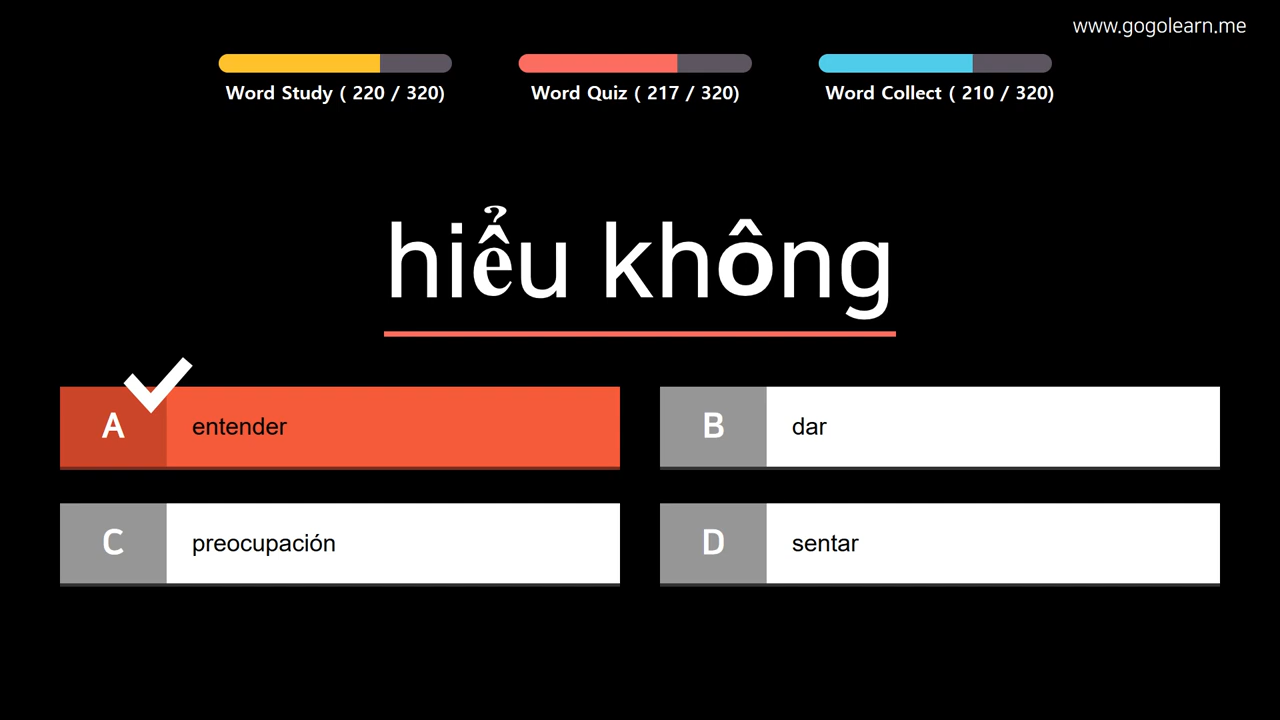 www.gogolearn.me
Word Study ( 220 / 320)
Word Quiz ( 217 / 320)
Word Collect ( 210 / 320)
hiểu không
A entender
B dar
C preocupación
D sentar